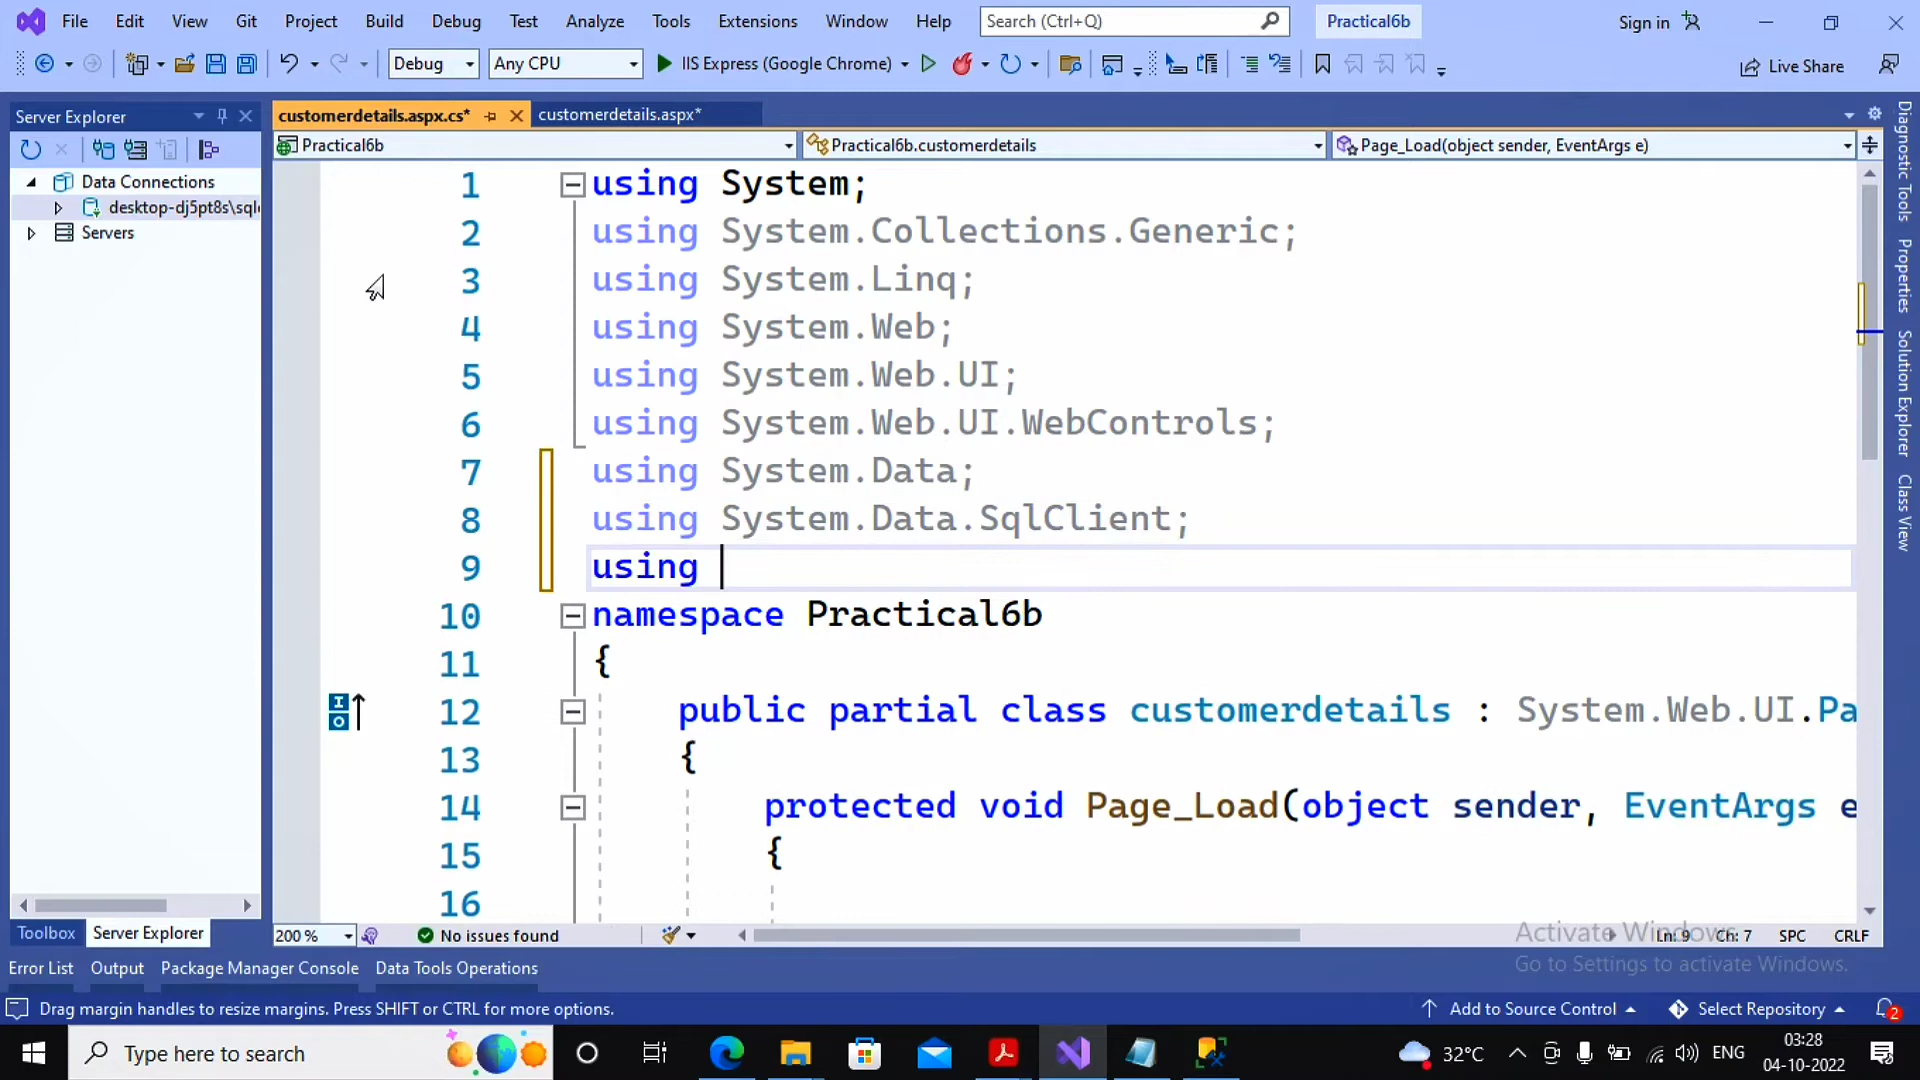 File Edit View Git Project Build Debug Test Analyze Tools Extensions Window Help Search (Ctrl+Q) Practical6b Sign in
Debug Any CPU IIS Express (Google Chrome) Live Share
Server Explorer
customerdetails.aspx.cs* customerdetails.aspx*
Practical6b Practical6b.customerdetails Page_Load(object sender, EventArgs e)
Data Connections
desktop-dj5pt8s\sqle
Servers
1 using System;
2 using System.Collections.Generic;
3 using System.Linq;
4 using System.Web;
5 using System.Web.UI;
6 using System.Web.UI.WebControls;
7 using System.Data;
8 using System.Data.SqlClient;
9 using
10 namespace Practical6b
11 {
12 public partial class customerdetails : System.Web.UI.Pa
13 {
14 protected void Page_Load(object sender, EventArgs e
15 {
16
Diagnostic Tools
Properties
Solution Explorer
Class View
Toolbox Server Explorer
200 % No issues found Ln: 9 Ch: 7 SPC CRLF
Activate Windows
Go to Settings to activate Windows.
Error List Output Package Manager Console Data Tools Operations
Drag margin handles to resize margins. Press SHIFT or CTRL for more options. Add to Source Control Select Repository 2
Type here to search 32°C ENG 03:28
04-10-2022